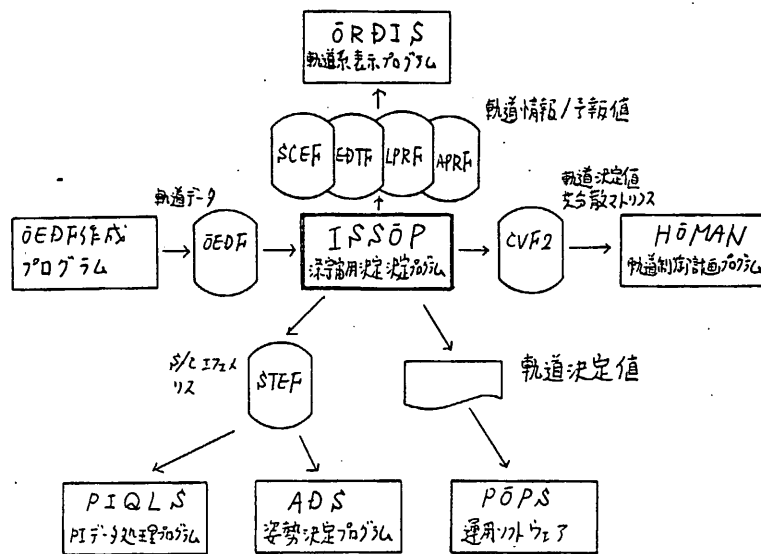 ŌRDIS
軌道系表示プログラム
SCEF
EDTF
LPRF
APRF
軌道情報/予報値
軌道データ
軌道決定値
共分散マトリクス
ŌEDF作成
プログラム
ŌEDF
ISSŌP
深宇宙用決定決定プログラム
CVF2
HŌMAN
軌道制御計画プログラム
S/C エフェメ
リス
STEF
軌道決定値
PIQLS
PIデータ処理プログラム
ADS
姿勢決定プログラム
PŌPS
運用ソフトウェア